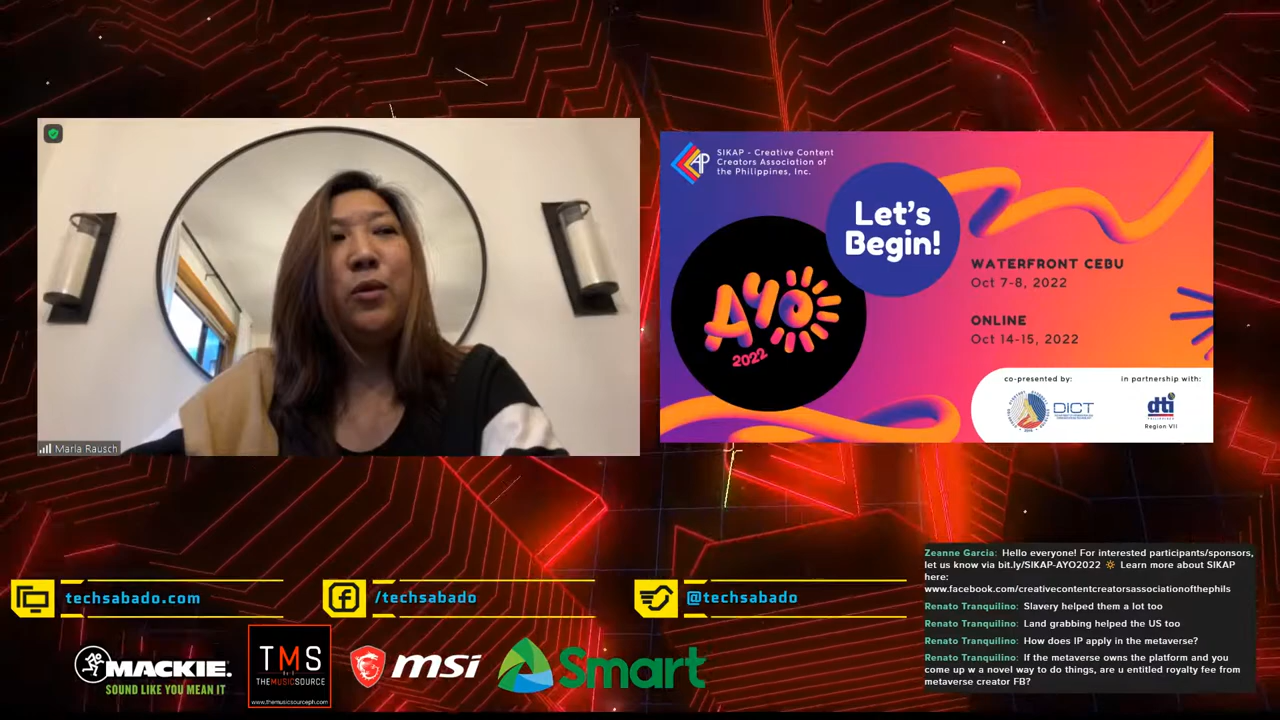 SIKAP - Creative Content
Creators Association of
the Philippines, Inc.
AP
Let's
Begin!
AYO
2022
WATERFRONT CEBU
Oct 7-8, 2022
ONLINE
Oct 14-15, 2022
co-presented by:
in partnership with:
DICT
dti
PHILIPPINES
Region VII
Marla Rausch
techsabado.com
/techsabado
@techsabado
MACKIE.
SOUND LIKE YOU MEAN IT
TMS
THEMUSICSOURCE
www.themusicsourceph.com
msi
Smart
Zeanne Garcia: Hello everyone! For interested participants/sponsors,
let us know via bit.ly/SIKAP-AYO2022 🔆 Learn more about SIKAP
here:
www.facebook.com/creativecontentcreatorsassociationofthephils
Renato Tranquilino: Slavery helped them a lot too
Renato Tranquilino: Land grabbing helped the US too
Renato Tranquilino: How does IP apply in the metaverse?
Renato Tranquilino: If the metaverse owns the platform and you
come up w a novel way to do things, are u entitled royalty fee from
metaverse creator FB?